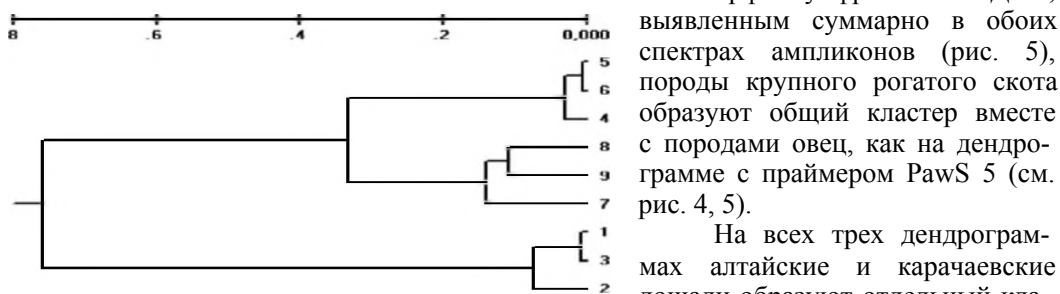 8 .6 .4 .2 0,000
5
6
4
8
9
7
1
3
2
выявленным суммарно в обоих
спектрах ампликонов (рис. 5),
породы крупного рогатого скота
образуют общий кластер вместе
с породами овец, как на дендро-
грамме с праймером PawS 5 (см.
рис. 4, 5).
На всех трех дендрограм-
мах алтайские и карачаевские